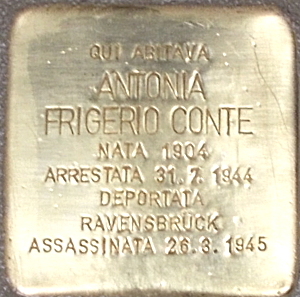 QUI ABITAVA
ANTONIA
FRIGERIO CONTE
NATA 1904
ARRESTATA 31.7.1944
DEPORTATA
RAVENSBRÜCK
ASSASSINATA 26.3.1945